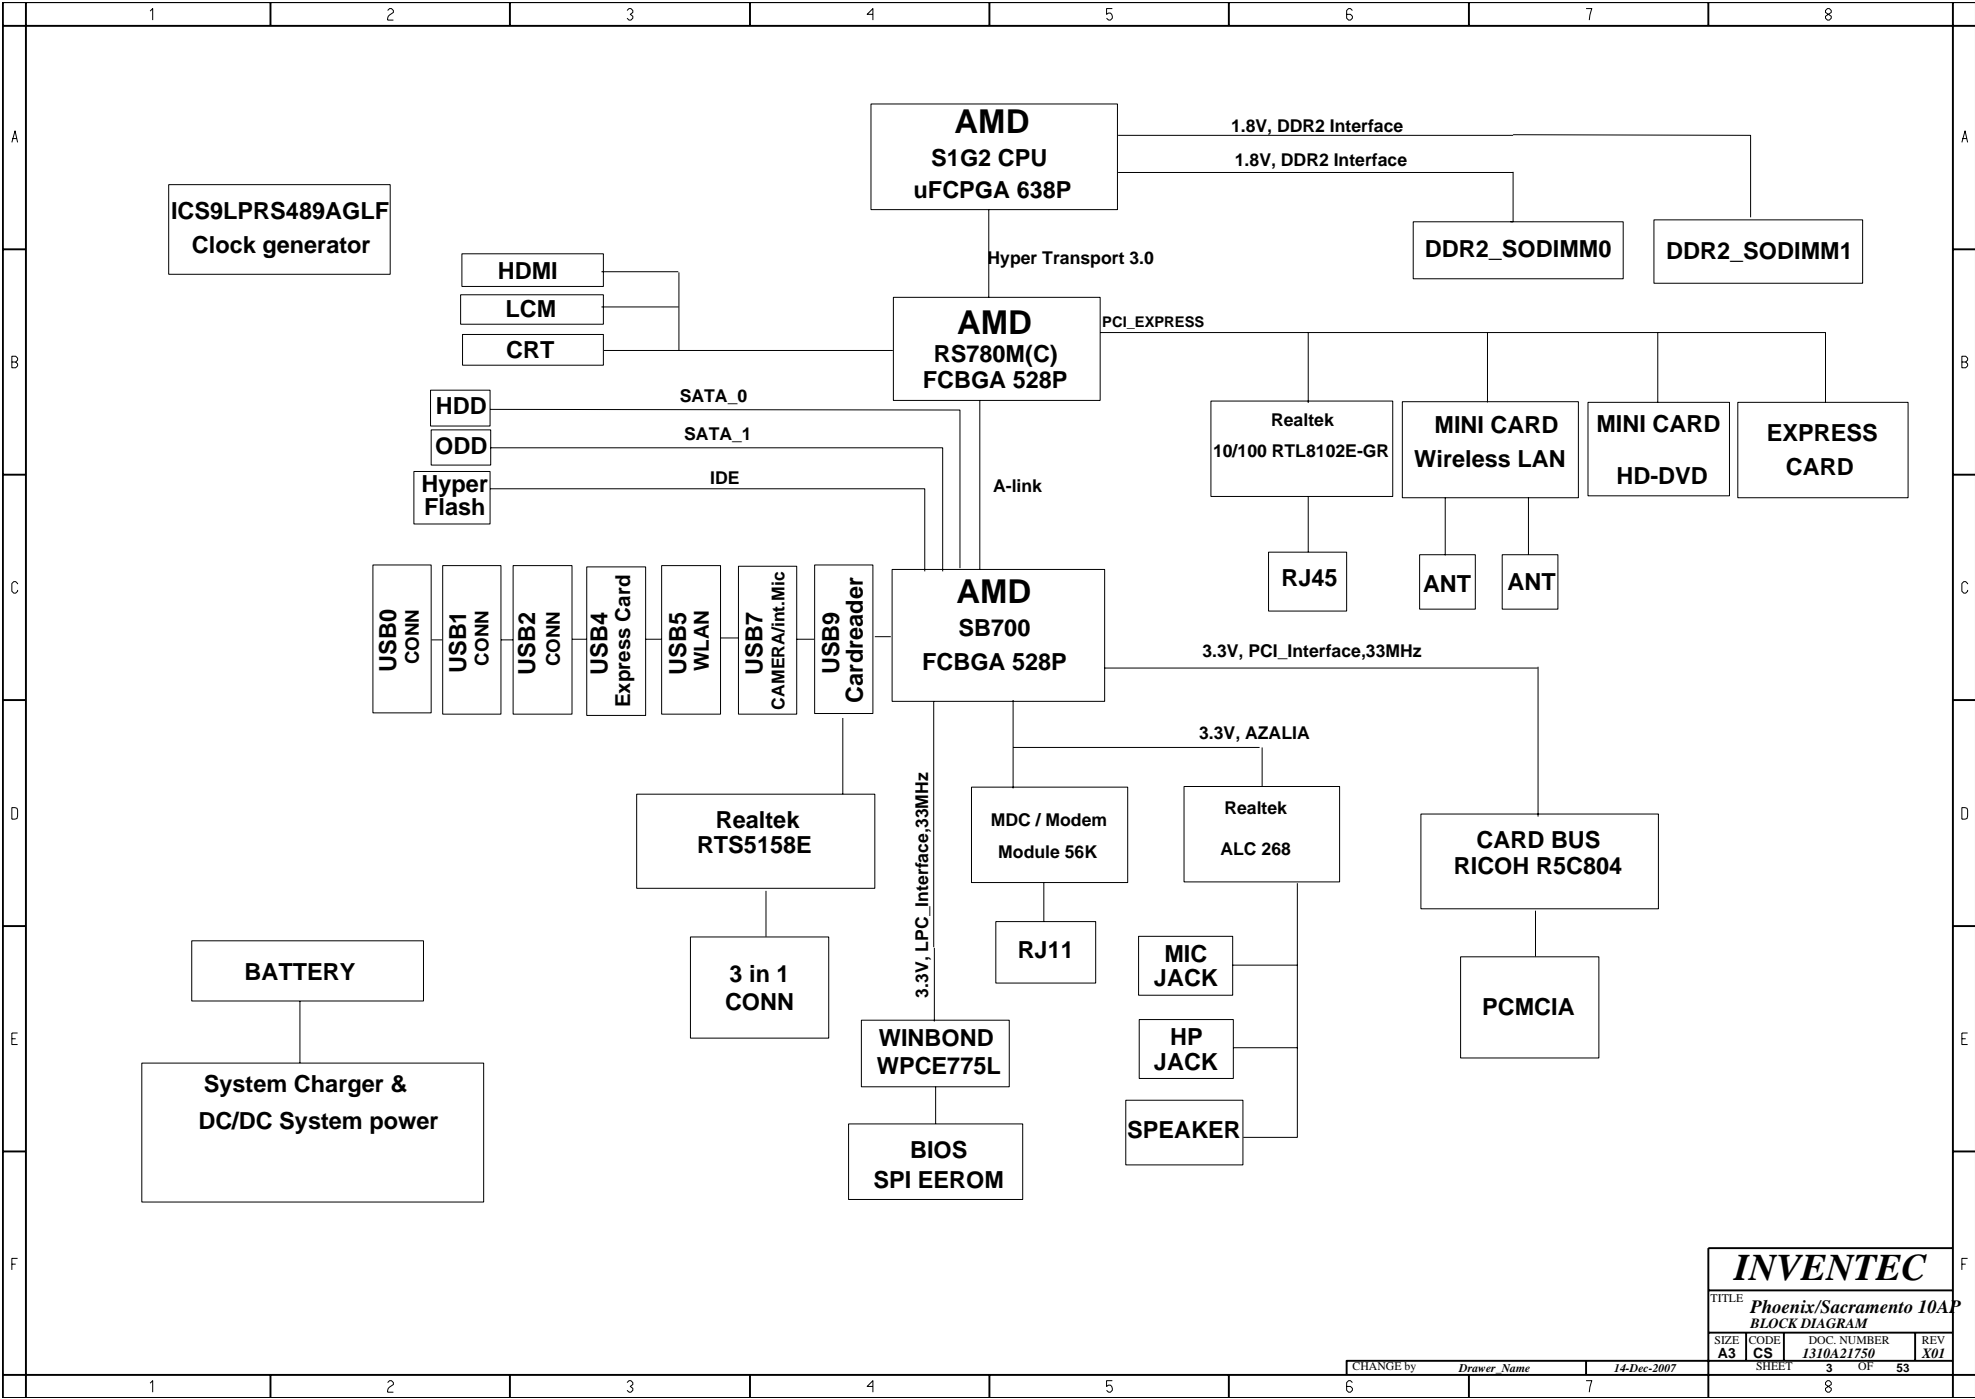 1 2 3 4 5 6 7 8
A
A
B
B
C
C
D
D
E
E
F
F
AMD
S1G2 CPU
uFCPGA 638P
1.8V, DDR2 Interface
1.8V, DDR2 Interface
ICS9LPRS489AGLF
Clock generator
DDR2_SODIMM0
DDR2_SODIMM1
Hyper Transport 3.0
HDMI
LCM
CRT
AMD
RS780M(C)
FCBGA 528P
PCI_EXPRESS
HDD
SATA_0
ODD
SATA_1
Hyper
Flash
IDE
A-link
Realtek
10/100 RTL8102E-GR
MINI CARD
Wireless LAN
MINI CARD
HD-DVD
EXPRESS
CARD
RJ45
ANT
ANT
USB0
CONN
USB1
CONN
USB2
CONN
USB4
Express Card
USB5
WLAN
USB7
CAMERA/int.Mic
USB9
Cardreader
AMD
SB700
FCBGA 528P
3.3V, PCI_Interface,33MHz
3.3V, AZALIA
3.3V, LPC_Interface,33MHz
Realtek
RTS5158E
MDC / Modem
Module 56K
Realtek
ALC 268
CARD BUS
RICOH R5C804
BATTERY
3 in 1
CONN
RJ11
MIC
JACK
PCMCIA
WINBOND
WPCE775L
HP
JACK
System Charger &
DC/DC System power
SPEAKER
BIOS
SPI EEROM
INVENTEC
TITLE
Phoenix/Sacramento 10AP
BLOCK DIAGRAM
SIZE CODE DOC. NUMBER REV
A3 CS 1310A21750 X01
CHANGE by Drawer_Name 14-Dec-2007 SHEET 3 OF 53
1 2 3 4 5 6 7 8